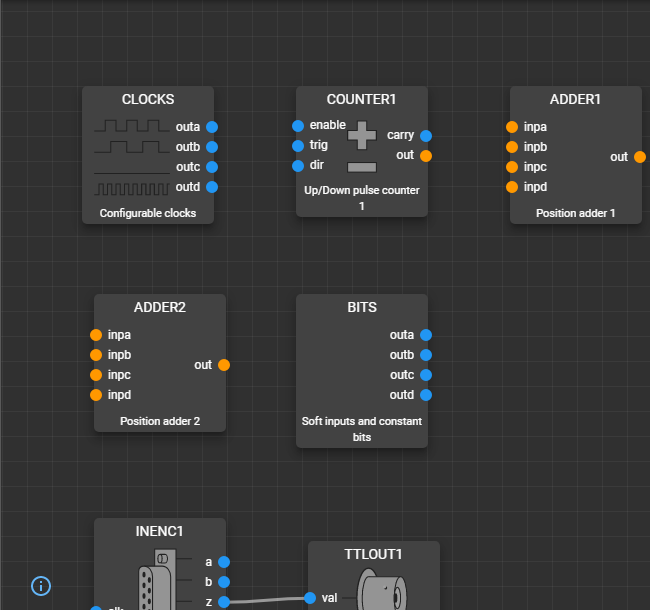 CLOCKS
outa
outb
outc
outd
Configurable clocks
COUNTER1
enable
trig
dir
carry
out
Up/Down pulse counter
1
ADDER1
inpa
inpb
inpc
inpd
out
Position adder 1
ADDER2
inpa
inpb
inpc
inpd
out
Position adder 2
BITS
outa
outb
outc
outd
Soft inputs and constant
bits
INENC1
a
b
z
TTLOUT1
val